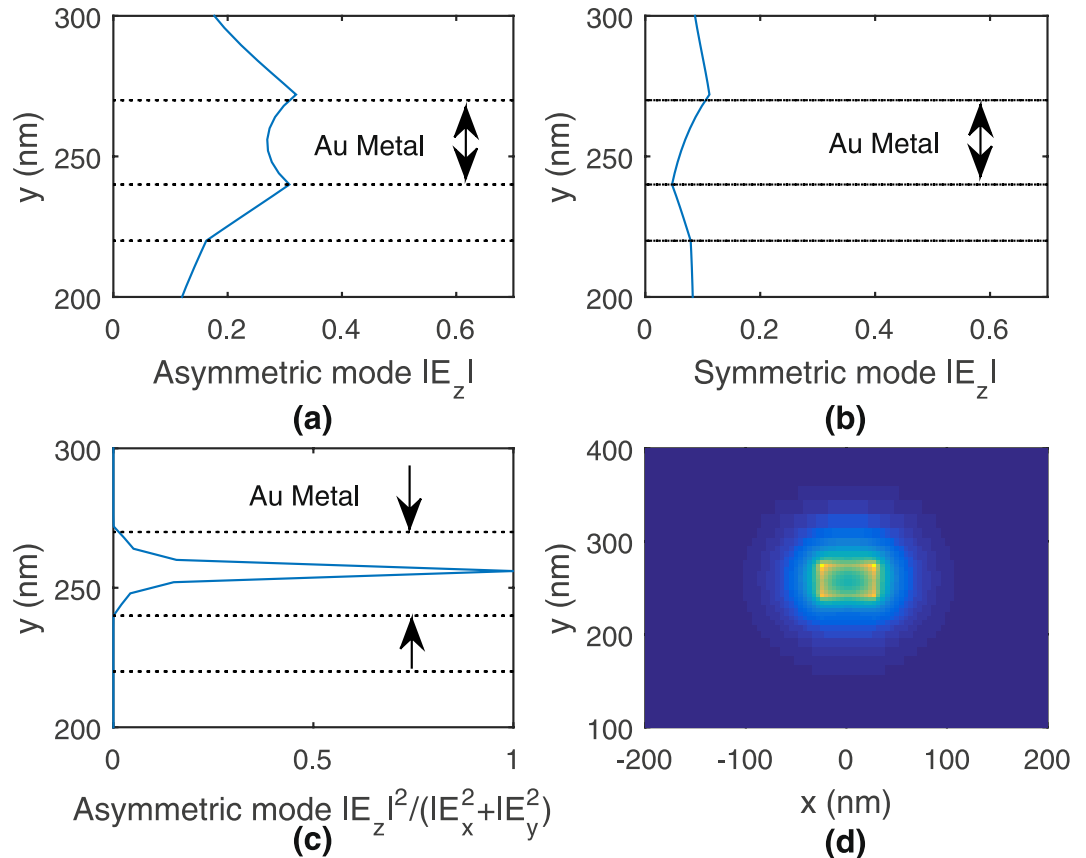 300
250
200
y (nm)
Au Metal
0
0.2
0.4
0.6
Asymmetric mode |E_z|
(a)
300
250
200
y (nm)
Au Metal
0
0.2
0.4
0.6
Symmetric mode |E_z|
(b)
300
250
200
y (nm)
Au Metal
0
0.5
1
Asymmetric mode |E_z|^2/(|E_x^2+|E_y^2)
(c)
400
300
200
100
y (nm)
-200
-100
0
100
200
x (nm)
(d)